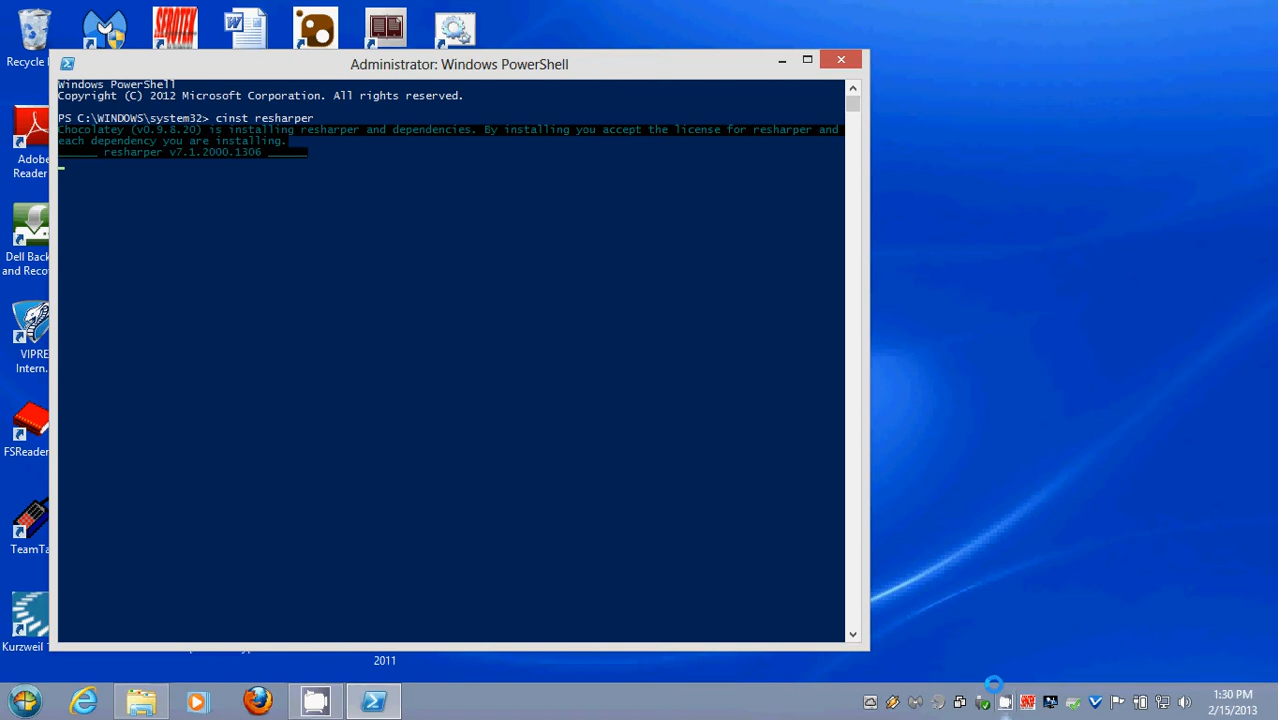 SEROTEK
Recycle
Administrator: Windows PowerShell
Windows PowerShell
Copyright (C) 2012 Microsoft Corporation. All rights reserved.
PS C:\WINDOWS\system32> cinst resharper
Chocolatey (v0.9.8.20) is installing resharper and dependencies. By installing you accept the license for resharper and
each dependency you are installing.
______ resharper v7.1.2000.1306 ______
Adobe
Reader
Dell Back
and Reco
VIPRE
Intern...
FSReader
TeamTa
Kurzweil
2011
1:30 PM
2/15/2013